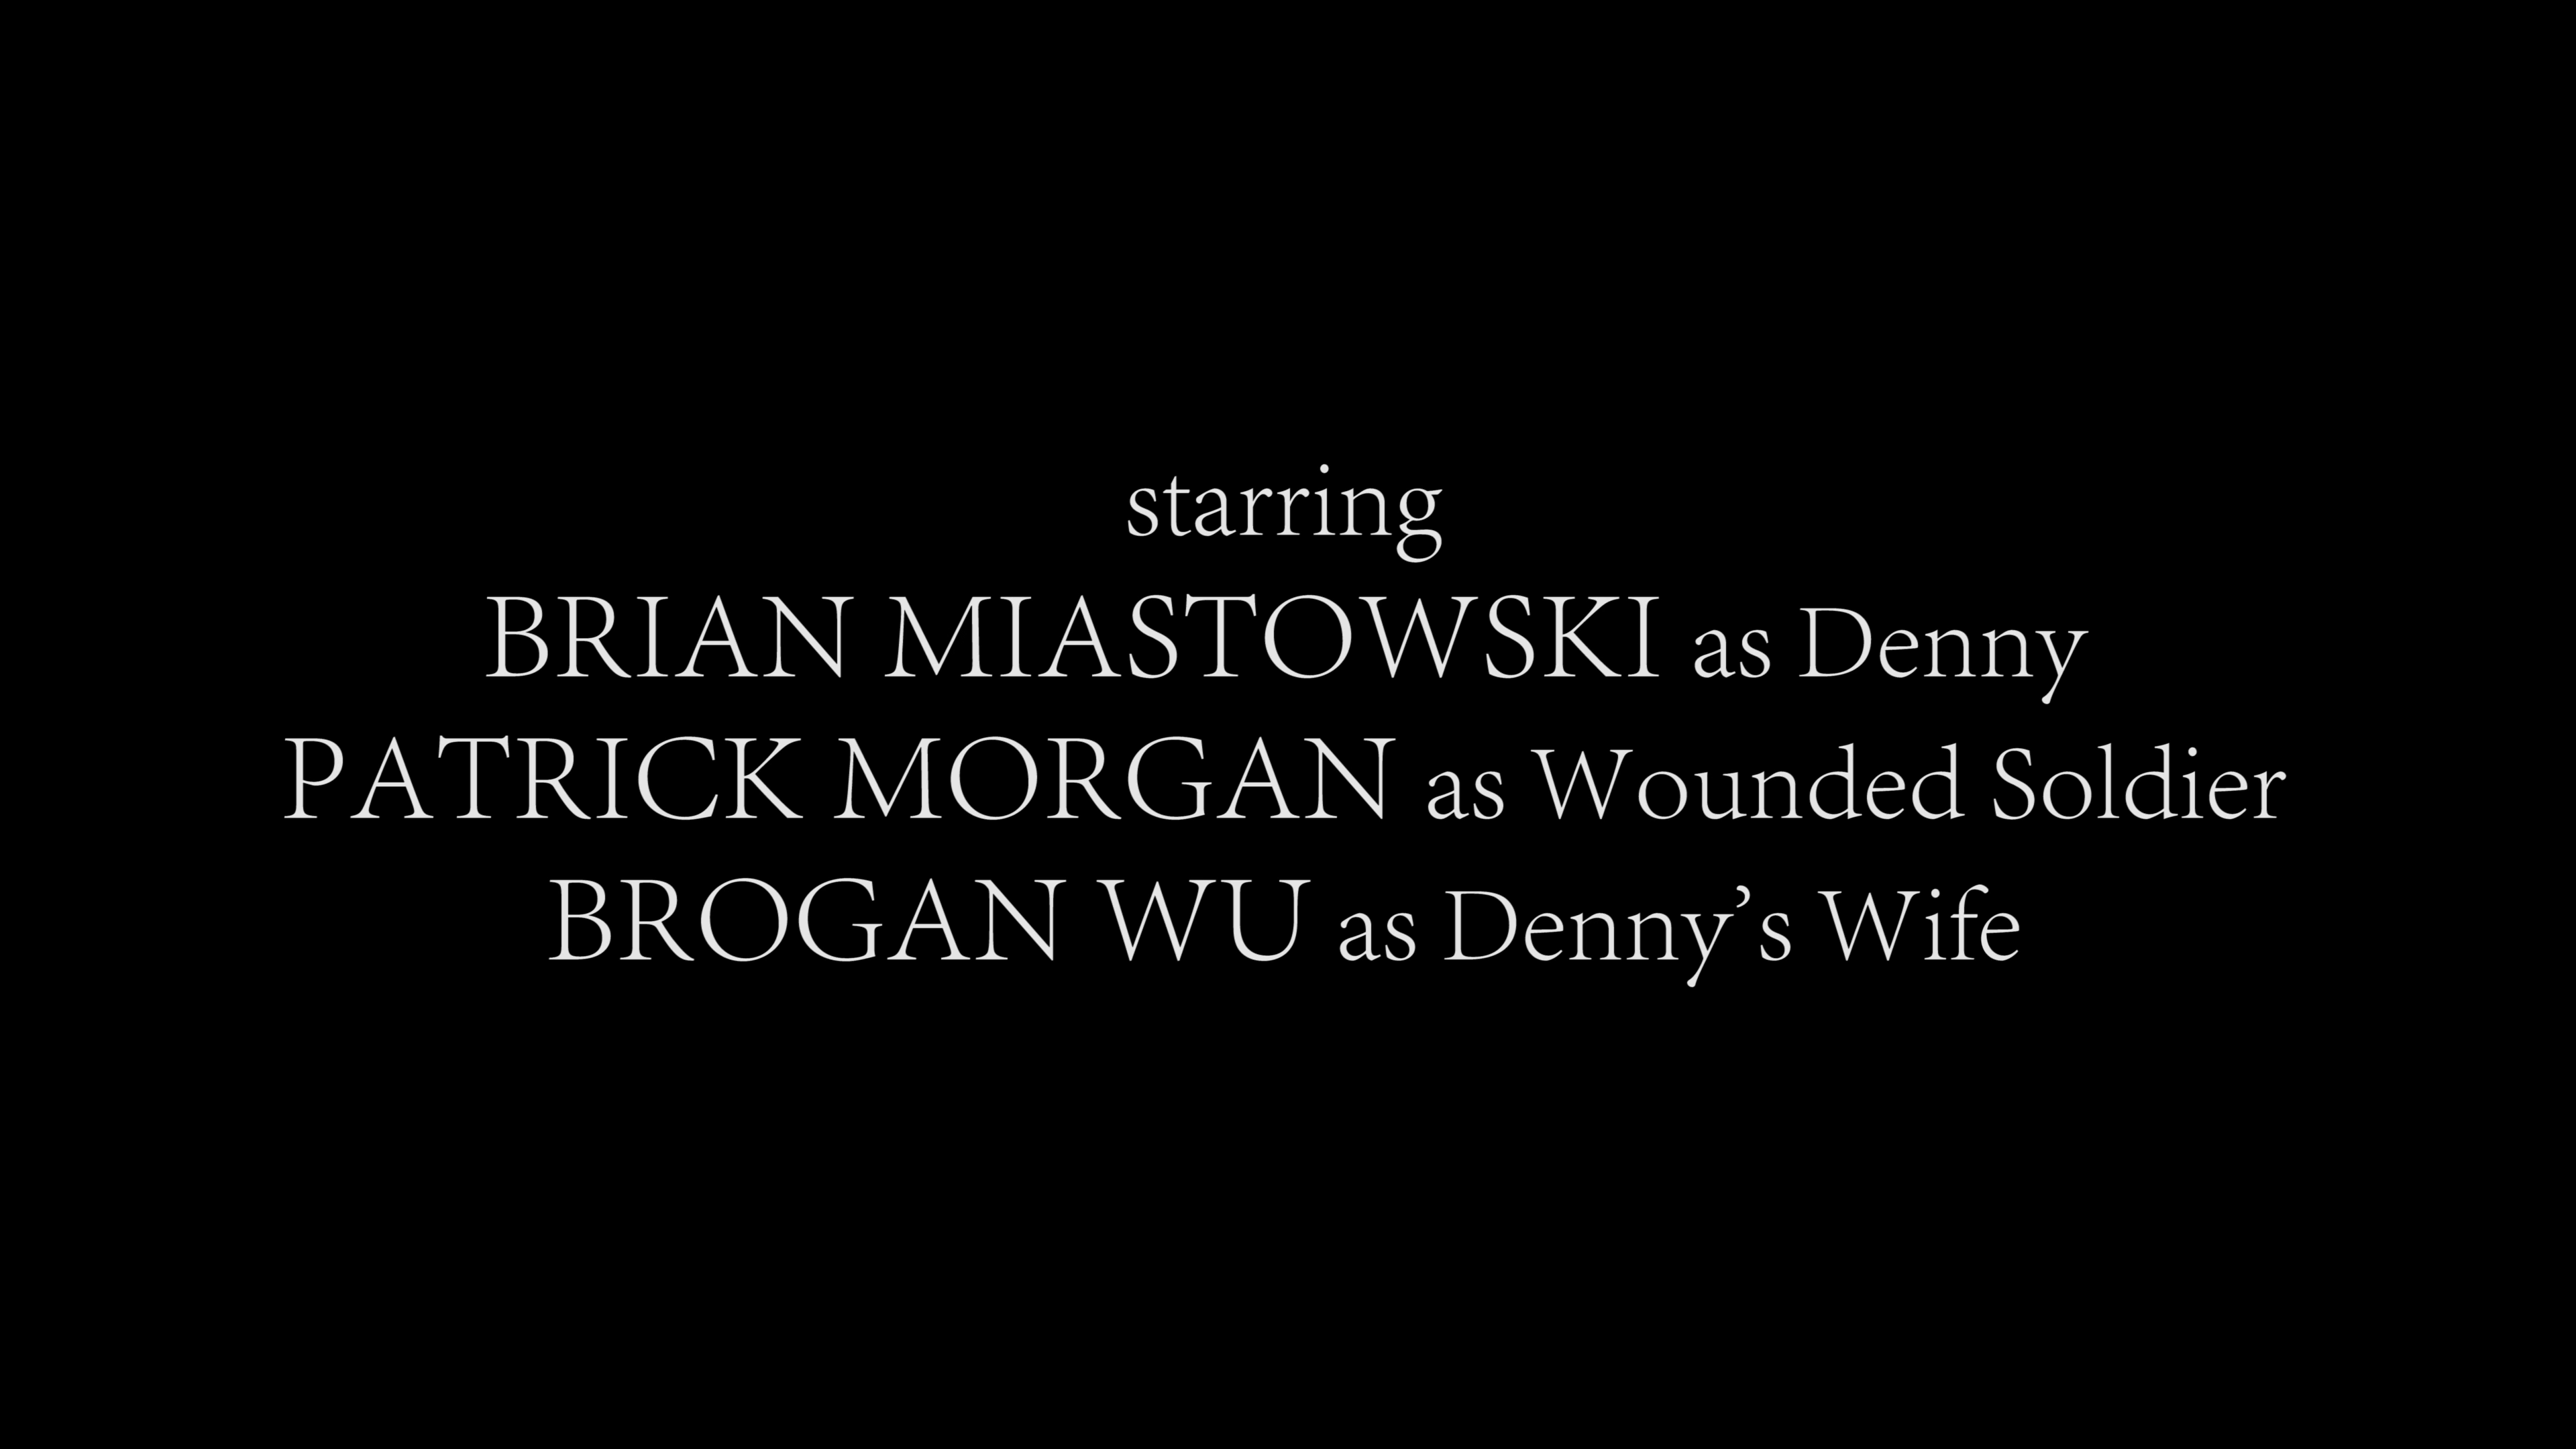 starring
BRIAN MIASTOWSKI as Denny
PATRICK MORGAN as Wounded Soldier
BROGAN WU as Denny’s Wife